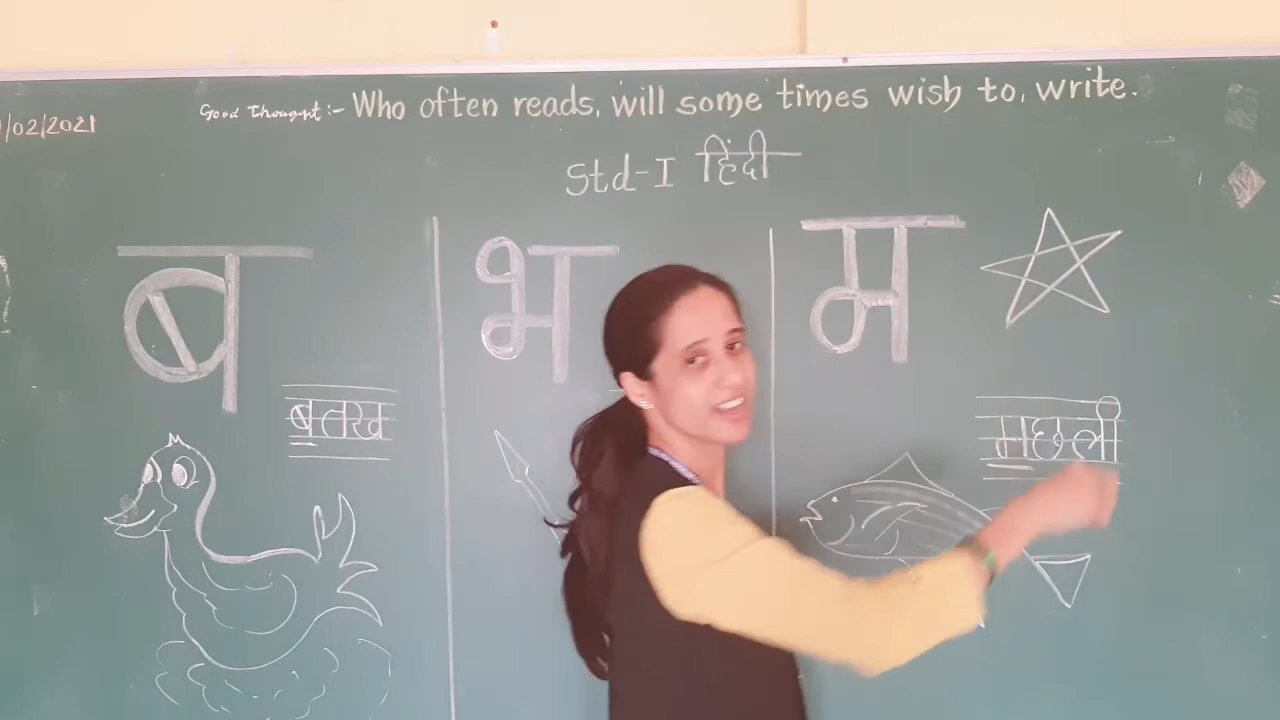 Good Thought:- Who often reads, will some times wish to, write.
/02/2021
Std-I हिंदी
ब
भ
म
बतख
मछली